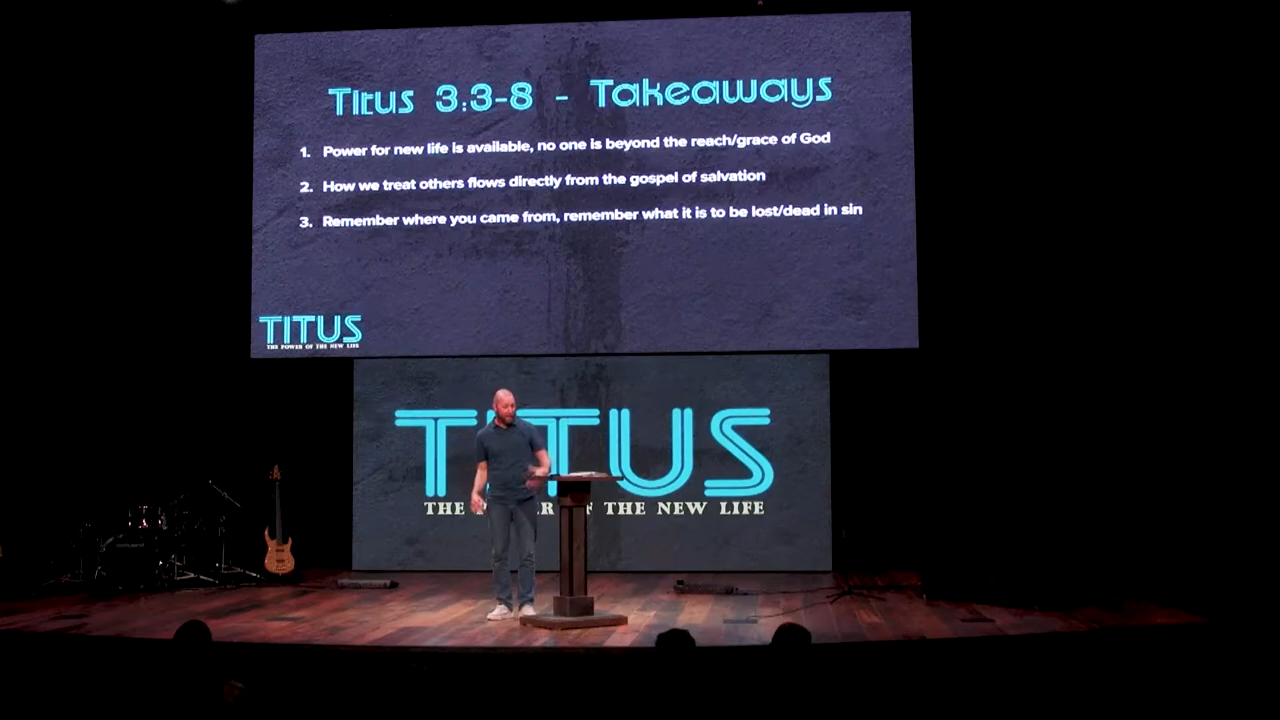 Titus 3:3-8 - Takeaways
1. Power for new life is available, no one is beyond the reach/grace of God
2. How we treat others flows directly from the gospel of salvation
3. Remember where you came from, remember what it is to be lost/dead in sin
TITUS
THE POWER OF THE NEW LIFE
TITUS
THE POWER OF THE NEW LIFE